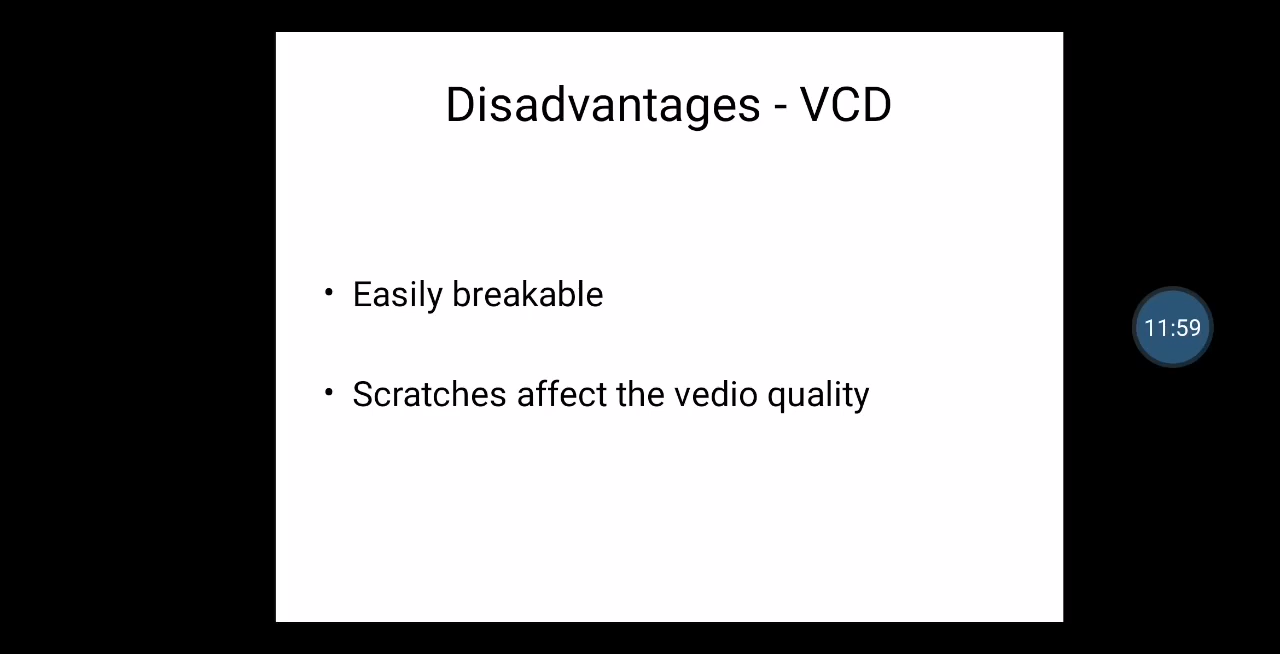 Disadvantages - VCD
• Easily breakable
• Scratches affect the vedio quality
11:59